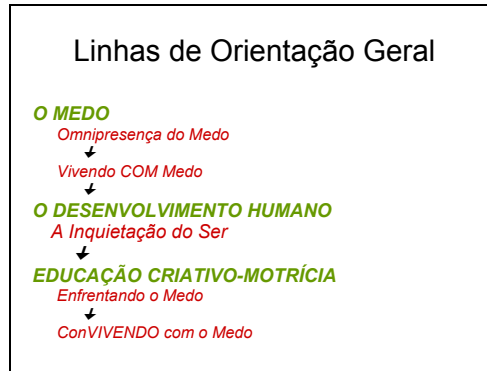 Linhas de Orientação Geral
O MEDO
Omnipresença do Medo
Vivendo COM Medo
O DESENVOLVIMENTO HUMANO
A Inquietação do Ser
EDUCAÇÃO CRIATIVO-MOTRÍCIA
Enfrentando o Medo
ConVIVENDO com o Medo